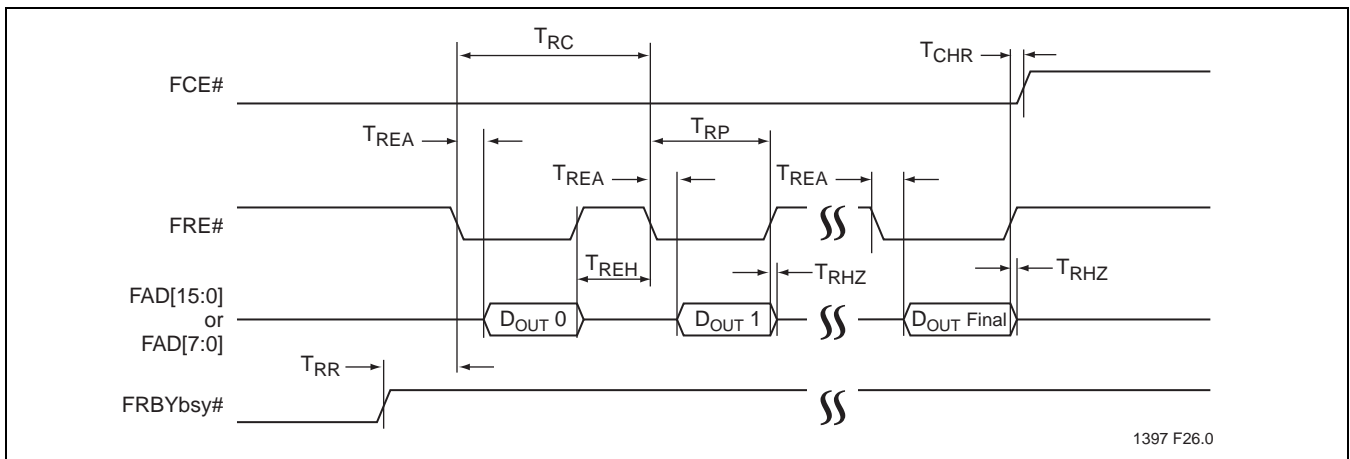 TRC
TCHR
FCE#
TREA
TRP
TREA
TREA
FRE#
TREH
TRHZ
TRHZ
FAD[15:0]
or
FAD[7:0]
DOUT 0
DOUT 1
DOUT Final
TRR
FRBYbsy#
1397 F26.0